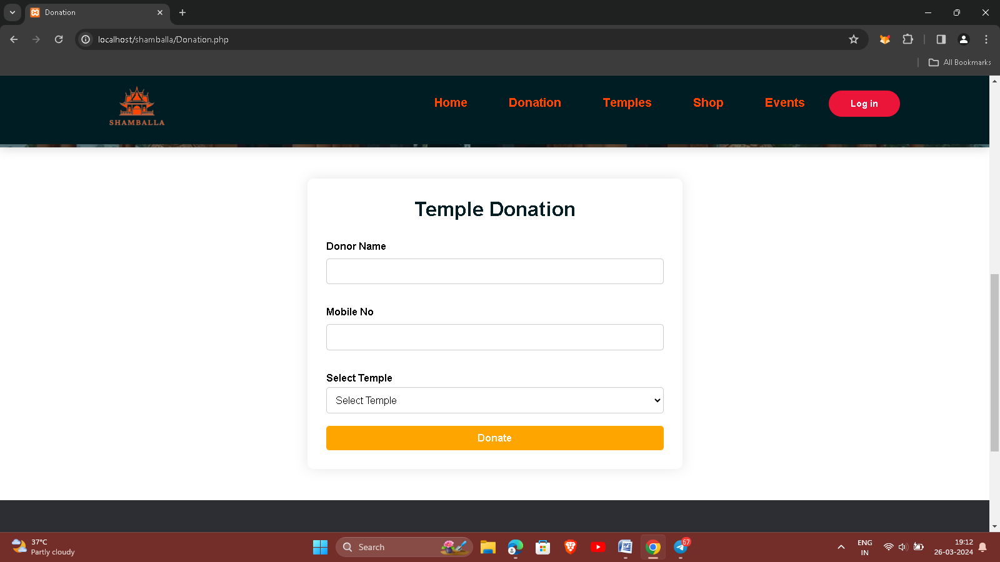 Donation
localhost/shamballa/Donation.php
All Bookmarks
SHAMBALLA
Home Donation Temples Shop Events Log in
Temple Donation
Donor Name
Mobile No
Select Temple
Select Temple
Donate
37°C
Partly cloudy
Search
67
ENG
IN
19:12
26-03-2024